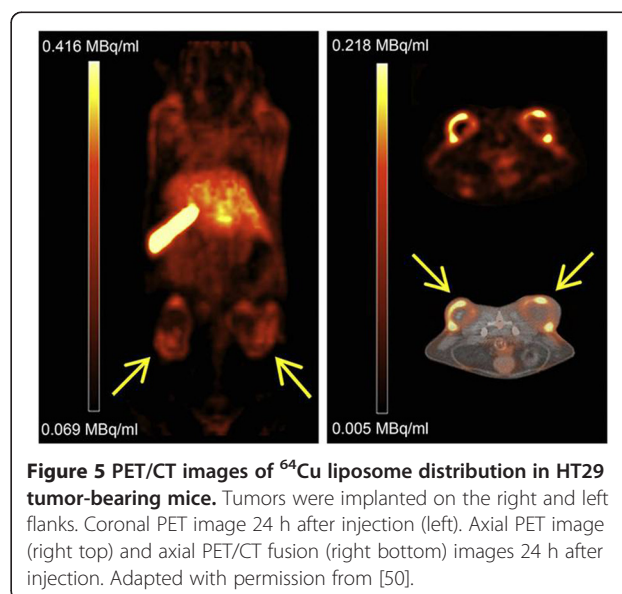 0.416 MBq/ml
0.218 MBq/ml
0.069 MBq/ml
0.005 MBq/ml
Figure 5 PET/CT images of ⁶⁴Cu liposome distribution in HT29
tumor-bearing mice. Tumors were implanted on the right and left
flanks. Coronal PET image 24 h after injection (left). Axial PET image
(right top) and axial PET/CT fusion (right bottom) images 24 h after
injection. Adapted with permission from [50].